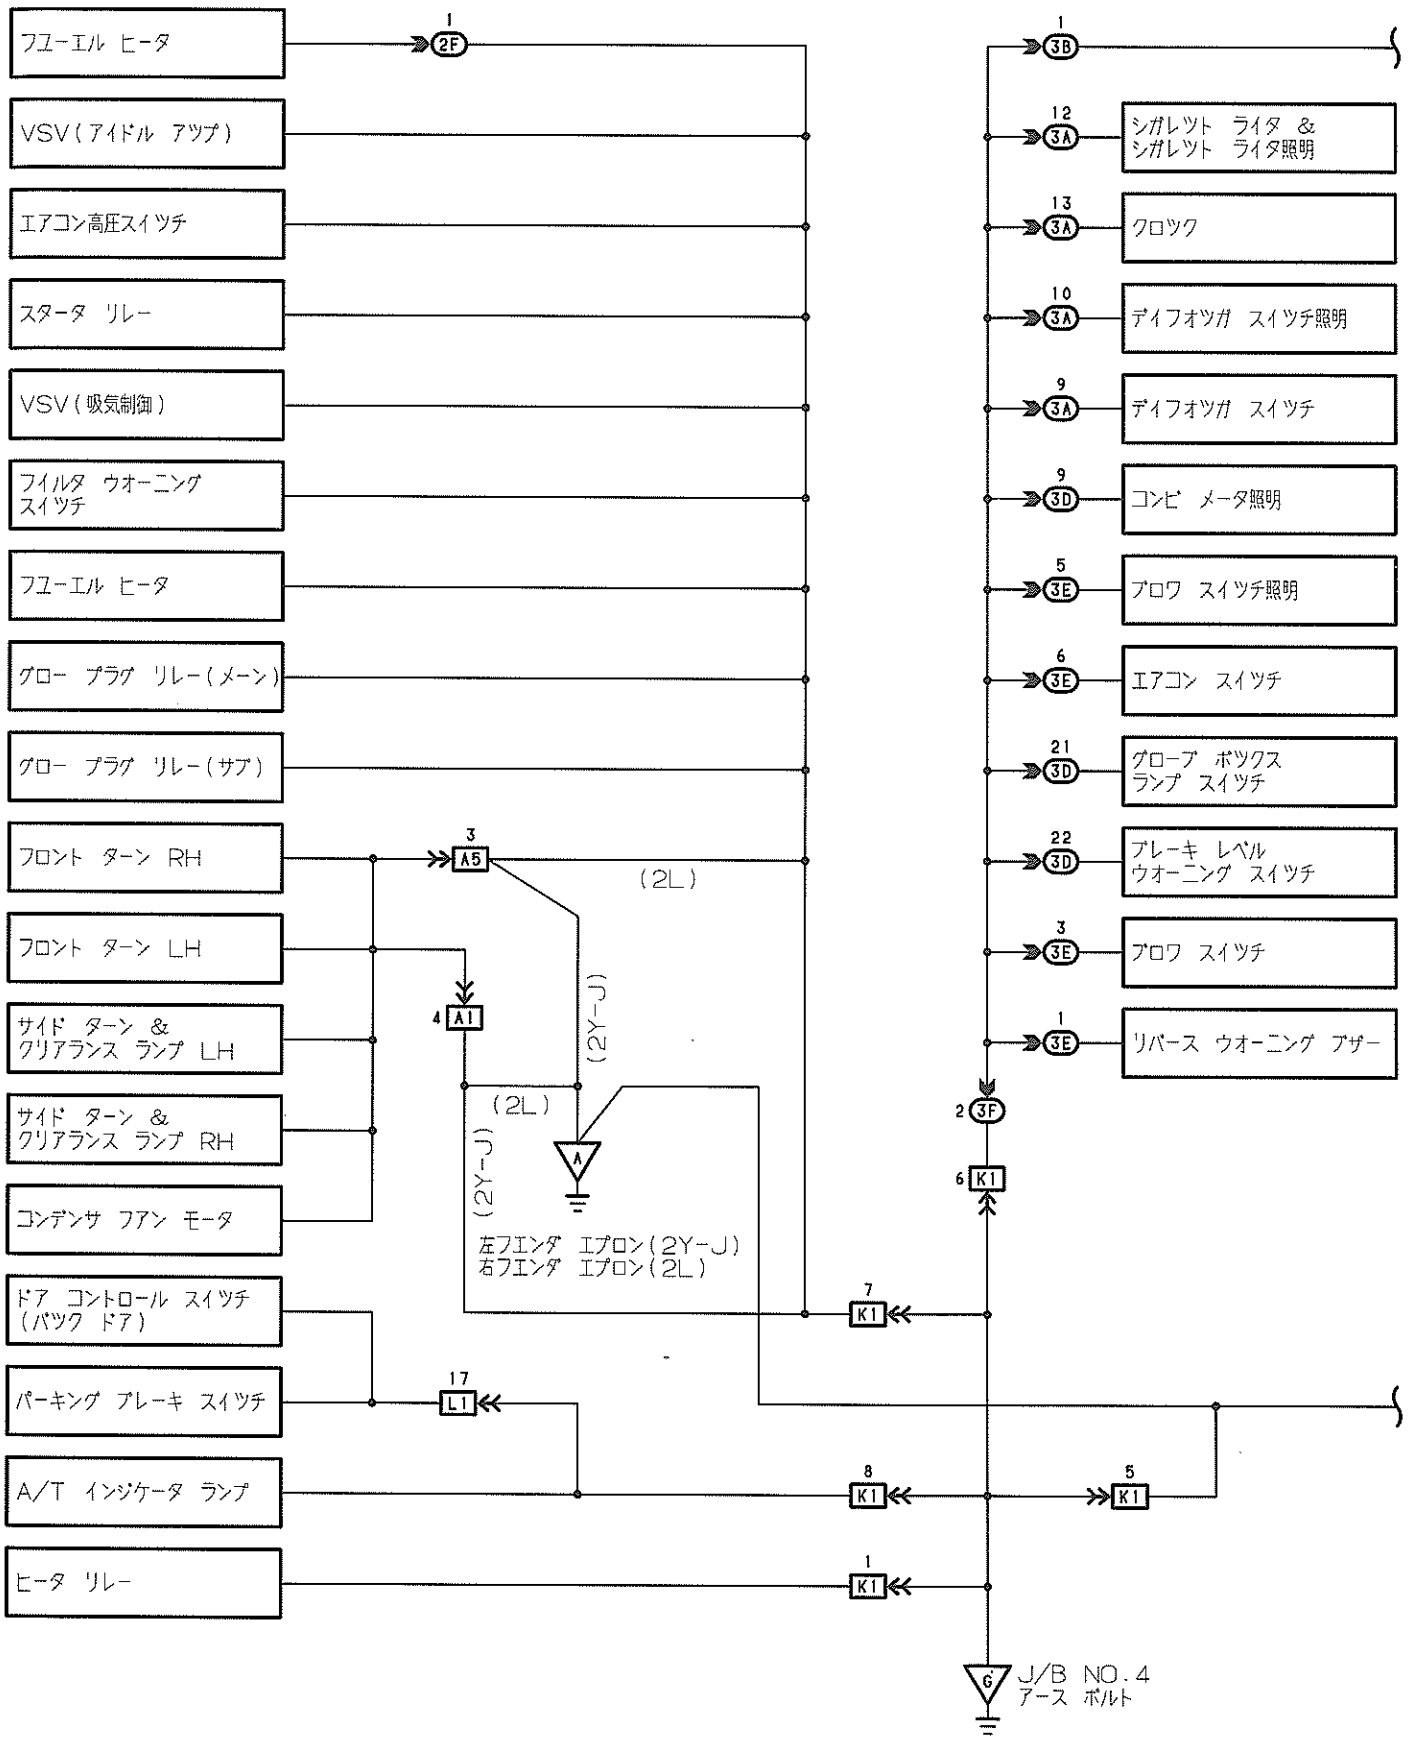 フユーエル ヒータ
1
2F
VSV(アイドル アツプ)
エアコン高圧スイツチ
スタータ リレー
VSV(吸気制御)
フイルタ ウオーニング
スイツチ
フユーエル ヒータ
グロー プラグ リレー(メーン)
グロー プラグ リレー(サブ)
フロント ターン RH
3
A5
(2L)
フロント ターン LH
4 A1
(2Y-J)
サイド ターン &
クリアランス ランプ LH
(2L)
サイド ターン &
クリアランス ランプ RH
(2Y-J)
A
コンデンサ フアン モータ
左フエンダ エプロン(2Y-J)
右フエンダ エプロン(2L)
ドア コントロール スイツチ
(バツク ドア)
7
K1
パーキング ブレーキ スイツチ
17
L1
A/T インジケータ ランプ
8
K1
5
K1
ヒータ リレー
1
K1
1
3B
12
3A
シガレツト ライタ &
シガレツト ライタ照明
13
3A
クロツク
10
3A
デイフオツガ スイツチ照明
9
3A
デイフオツガ スイツチ
9
3D
コンビ メータ照明
5
3E
ブロワ スイツチ照明
6
3E
エアコン スイツチ
21
3D
グローブ ボツクス
ランプ スイツチ
22
3D
ブレーキ レベル
ウオーニング スイツチ
3
3E
ブロワ スイツチ
1
3E
リバース ウオーニング ブザー
2 3F
6 K1
G
J/B NO.4
アース ボルト